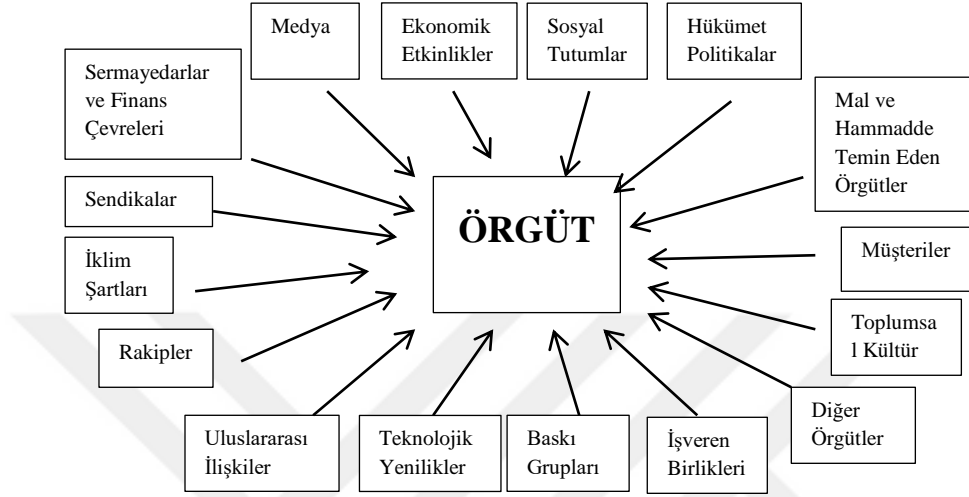 Medya
Ekonomik
Etkinlikler
Sosyal
Tutumlar
Hükümet
Politikalar
Sermayedarlar
ve Finans
Çevreleri
Mal ve
Hammadde
Temin Eden
Örgütler
Sendikalar
ÖRGÜT
Müşteriler
İklim
Şartları
Toplumsa
l Kültür
Rakipler
Diğer
Örgütler
Uluslararası
İlişkiler
Teknolojik
Yenilikler
Baskı
Grupları
İşveren
Birlikleri